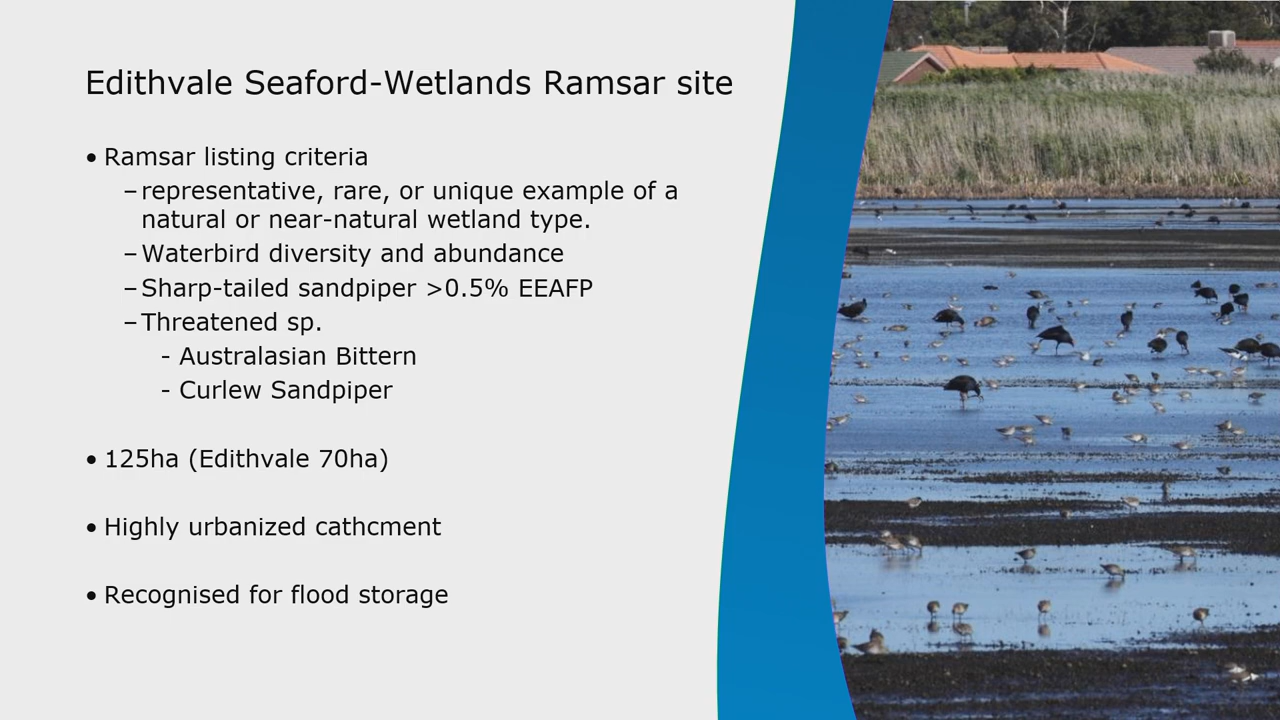 Edithvale Seaford-Wetlands Ramsar site
• Ramsar listing criteria
– representative, rare, or unique example of a
natural or near-natural wetland type.
– Waterbird diversity and abundance
– Sharp-tailed sandpiper >0.5% EEAFP
– Threatened sp.
- Australasian Bittern
- Curlew Sandpiper
• 125ha (Edithvale 70ha)
• Highly urbanized cathcment
• Recognised for flood storage